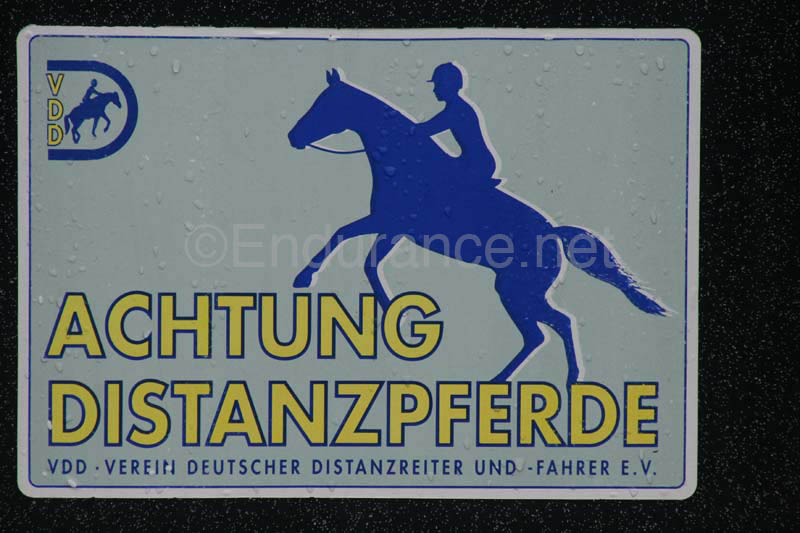 VDD
©Endurance.net
ACHTUNG
DISTANZPFERDE
VDD · VEREIN DEUTSCHER DISTANZREITER UND -FAHRER E.V.